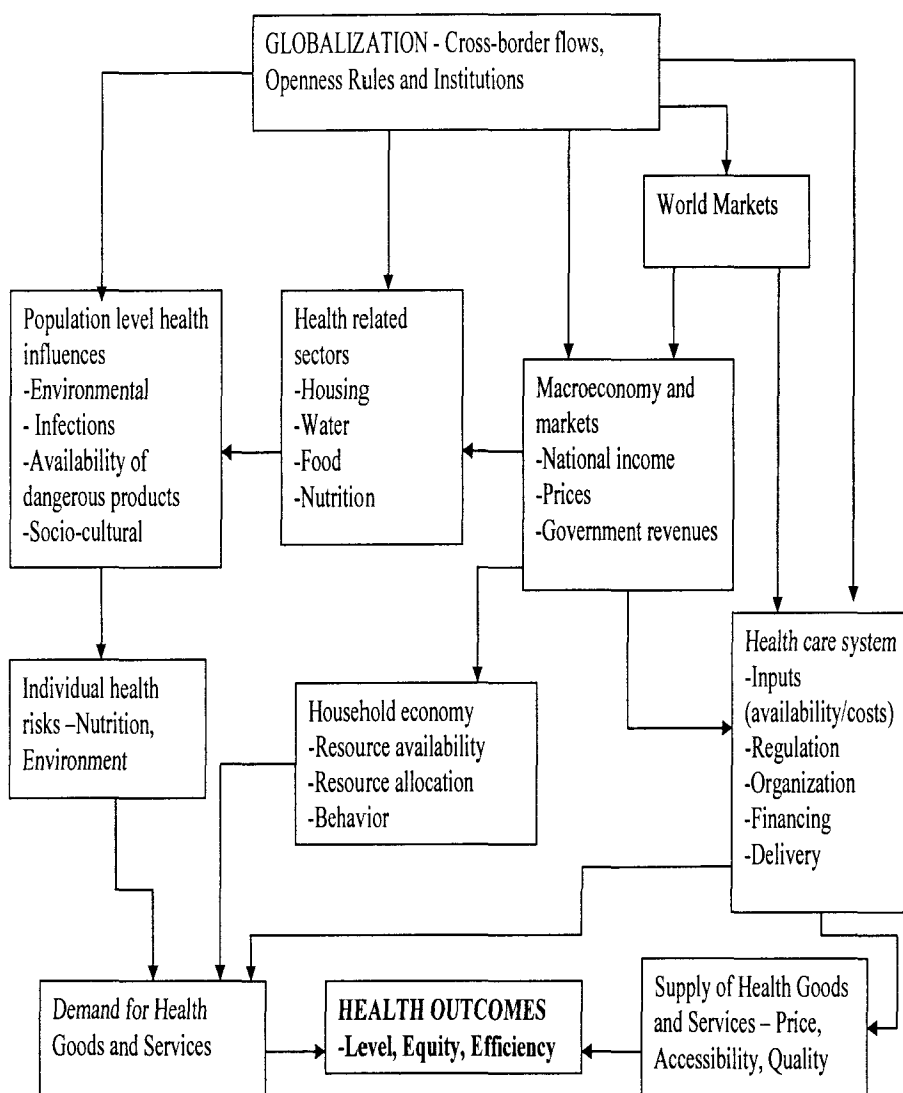 GLOBALIZATION - Cross-border flows,
Openness Rules and Institutions
World Markets
Population level health
influences
-Environmental
- Infections
-Availability of
dangerous products
-Socio-cultural
Health related
sectors
-Housing
-Water
-Food
-Nutrition
Macroeconomy and
markets
-National income
-Prices
-Government revenues
Individual health
risks –Nutrition,
Environment
Household economy
-Resource availability
-Resource allocation
-Behavior
Health care system
-Inputs
(availability/costs)
-Regulation
-Organization
-Financing
-Delivery
Demand for Health
Goods and Services
HEALTH OUTCOMES
-Level, Equity, Efficiency
Supply of Health Goods
and Services – Price,
Accessibility, Quality